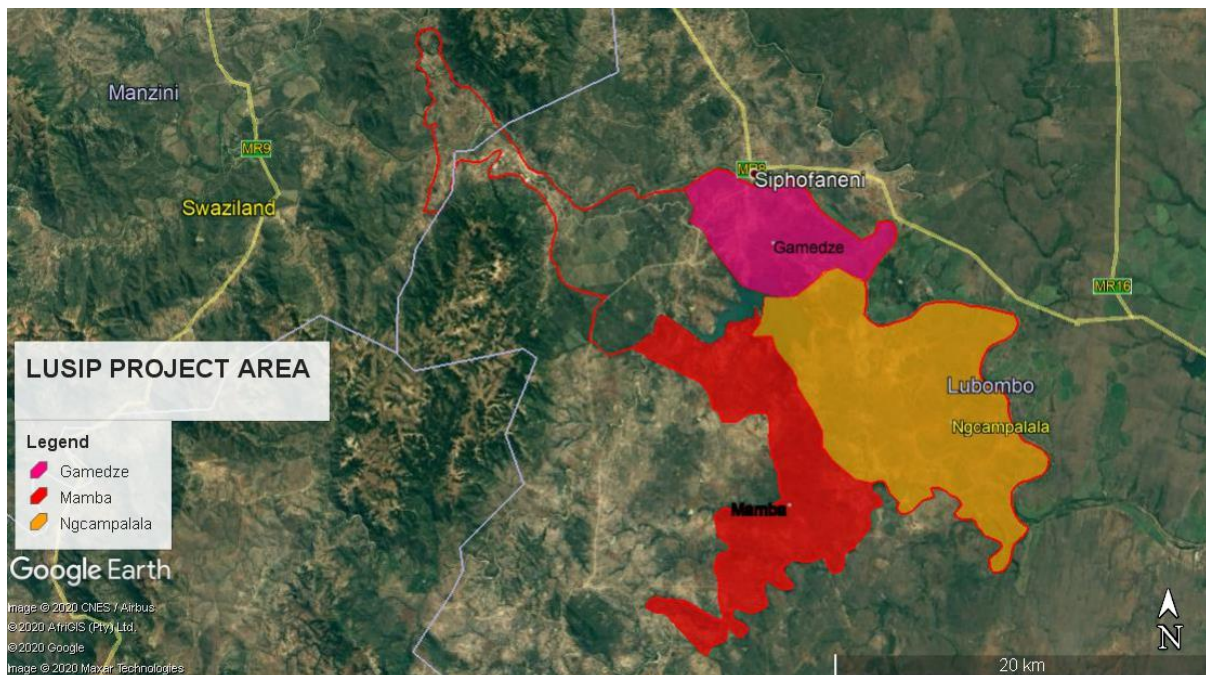 Manzini
MR9
Swaziland
MR8
Siphofaneni
Gamedze
MR16
Lubombo
Ngcampalala
Mamba
LUSIP PROJECT AREA
Legend
Gamedze
Mamba
Ngcampalala
Google Earth
Image © 2020 CNES / Airbus
© 2020 AfriGIS (Pty) Ltd.
© 2020 Google
Image © 2020 Maxar Technologies
N
20 km